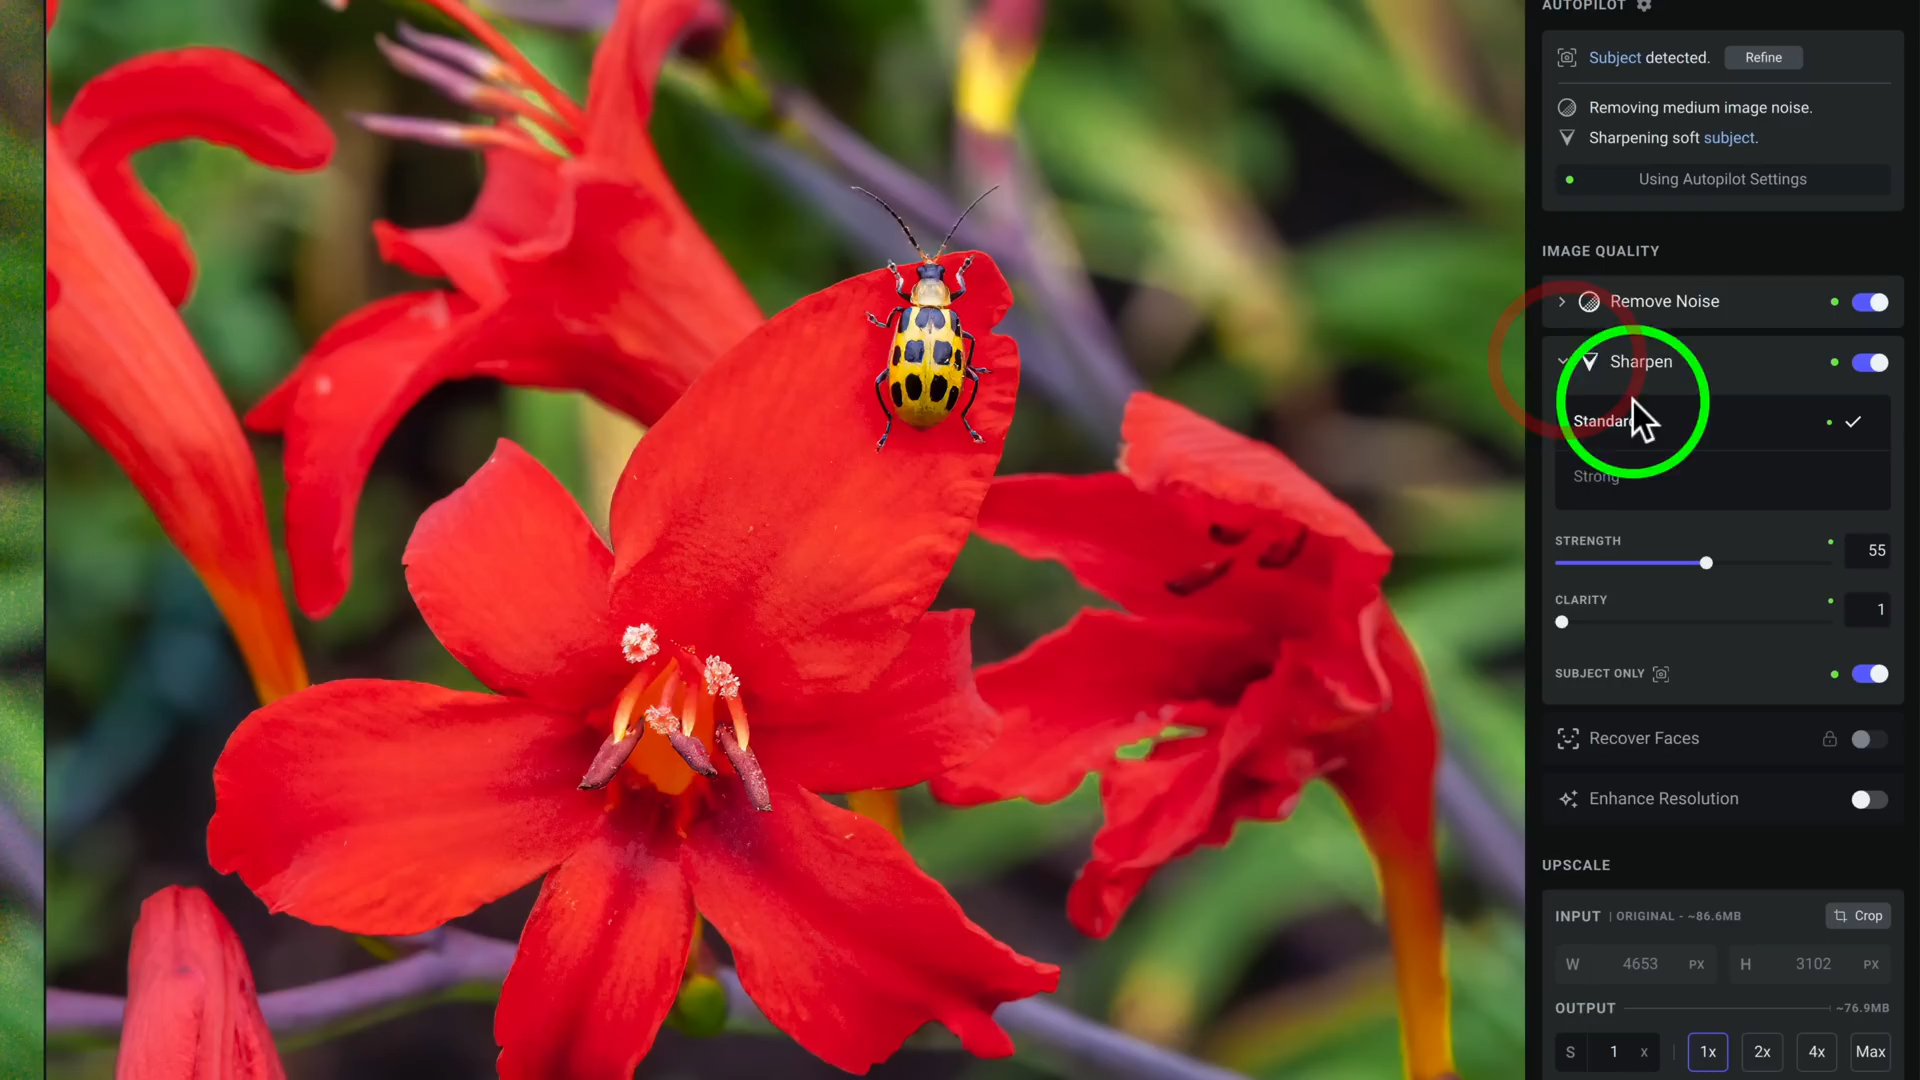 AUTOPILOT
Subject detected. Refine
Removing medium image noise.
Sharpening soft subject.
Using Autopilot Settings
IMAGE QUALITY
Remove Noise
Sharpen
Standard
Strong
STRENGTH 55
CLARITY 1
SUBJECT ONLY
Recover Faces
Enhance Resolution
UPSCALE
INPUT | ORIGINAL - ~86.6MB Crop
W 4653 PX H 3102 PX
OUTPUT ~76.9MB
S 1 x 1x 2x 4x Max